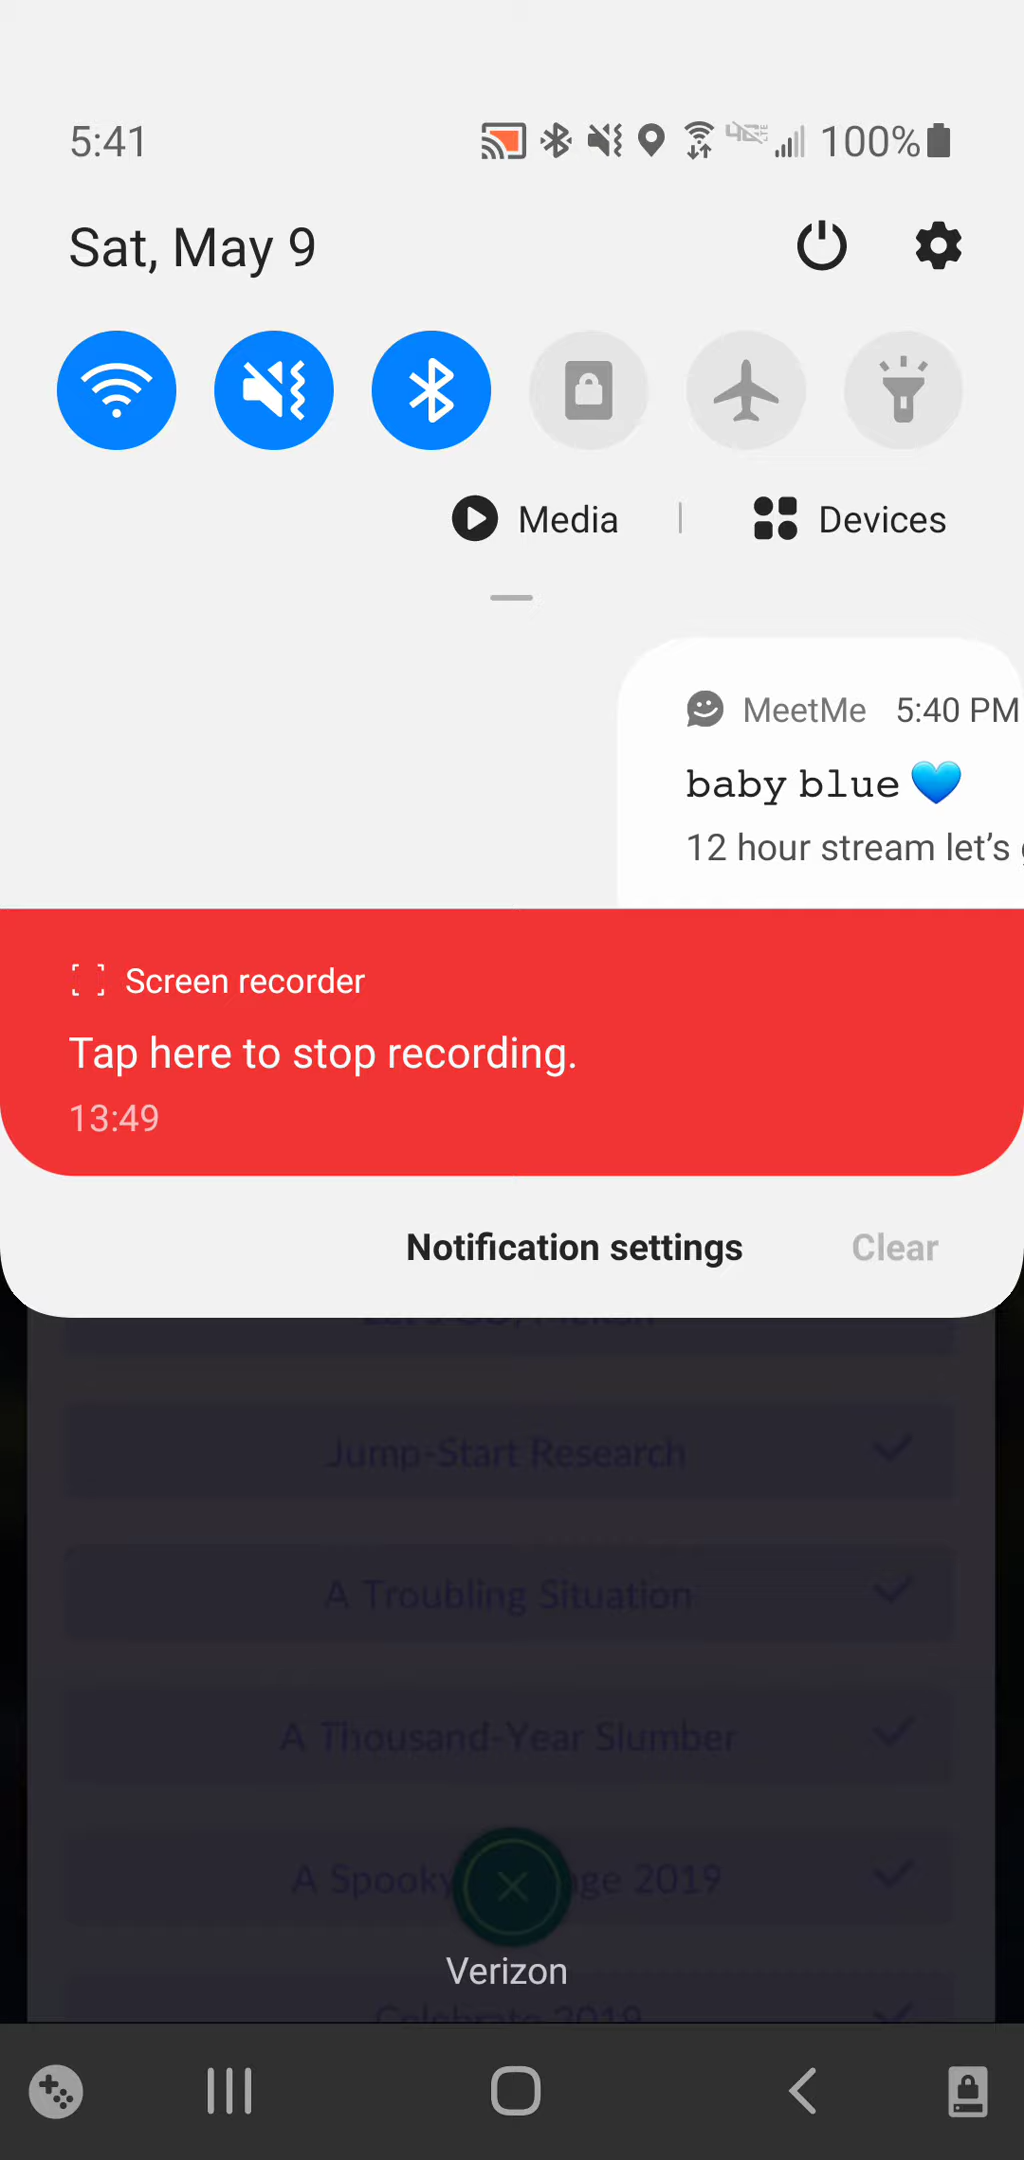 5:41
100%
Sat, May 9
Media | Devices
MeetMe 5:40 PM
baby blue 💙
12 hour stream let's
Screen recorder
Tap here to stop recording.
13:49
Notification settings Clear
Jump-Start Research
A Troubling Situation
A Thousand-Year Slumber
A Spooky 2019
Verizon
Celebrate 2019